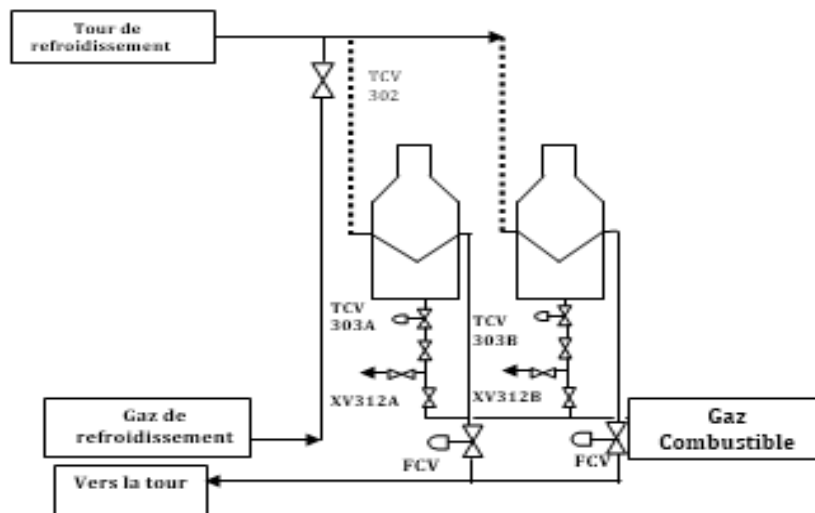 Tour de
refroidissement
TCV
302
TCV
303A
TCV
303B
XV312A
XV312B
Gaz de
refroidissement
Gaz
Combustible
FCV
FCV
Vers la tour